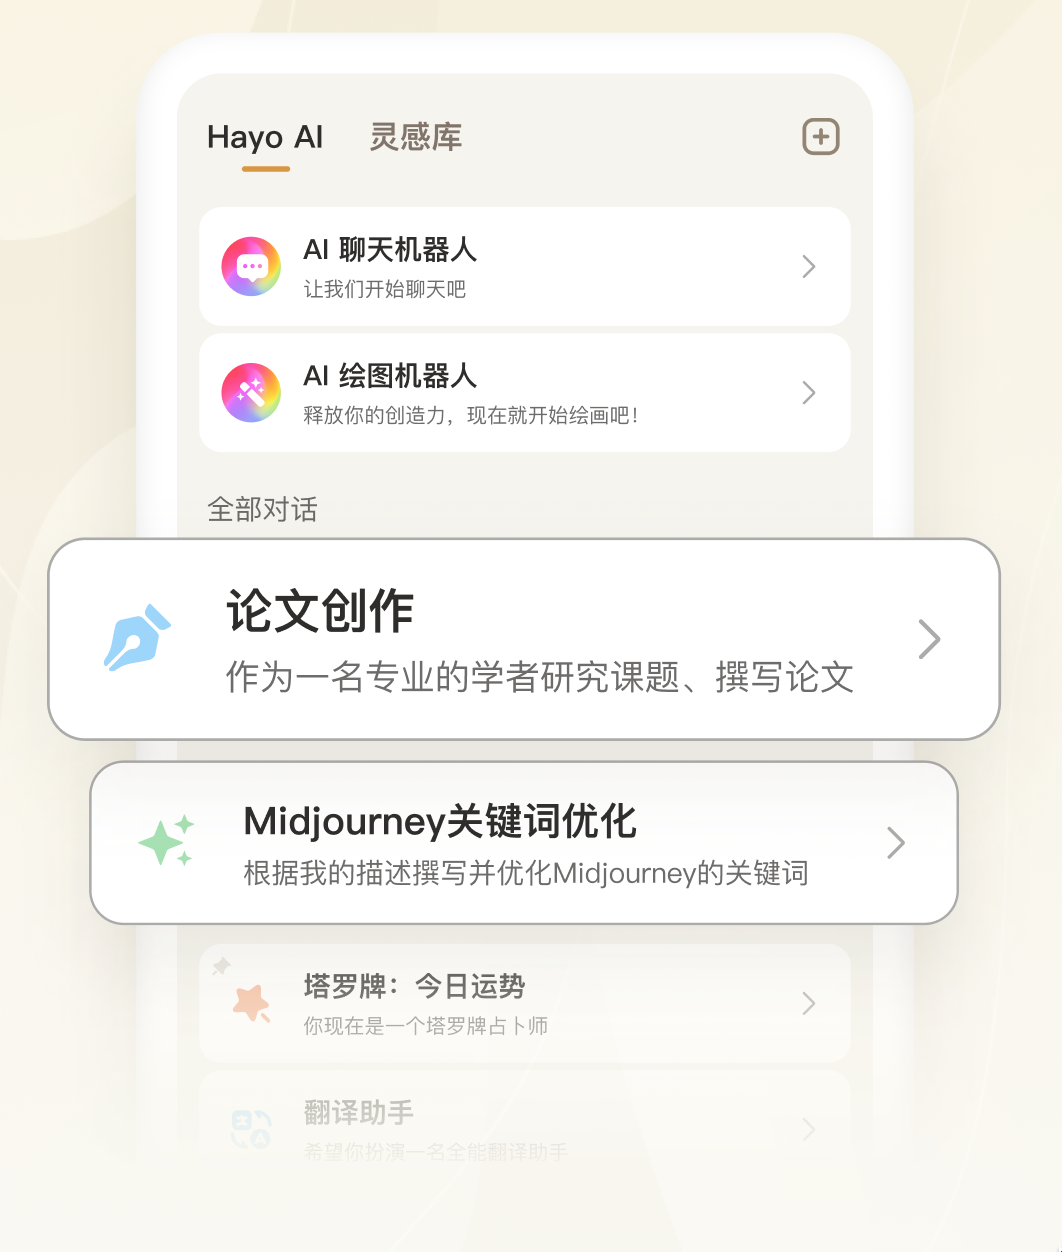 Hayo AI 灵感库
AI 聊天机器人
让我们开始聊天吧
AI 绘图机器人
释放你的创造力，现在就开始绘画吧！
全部对话
论文创作
作为一名专业的学者研究课题、撰写论文
Midjourney关键词优化
根据我的描述撰写并优化Midjourney的关键词
塔罗牌：今日运势
你现在是一个塔罗牌占卜师
翻译助手
希望你扮演一名全能翻译助手